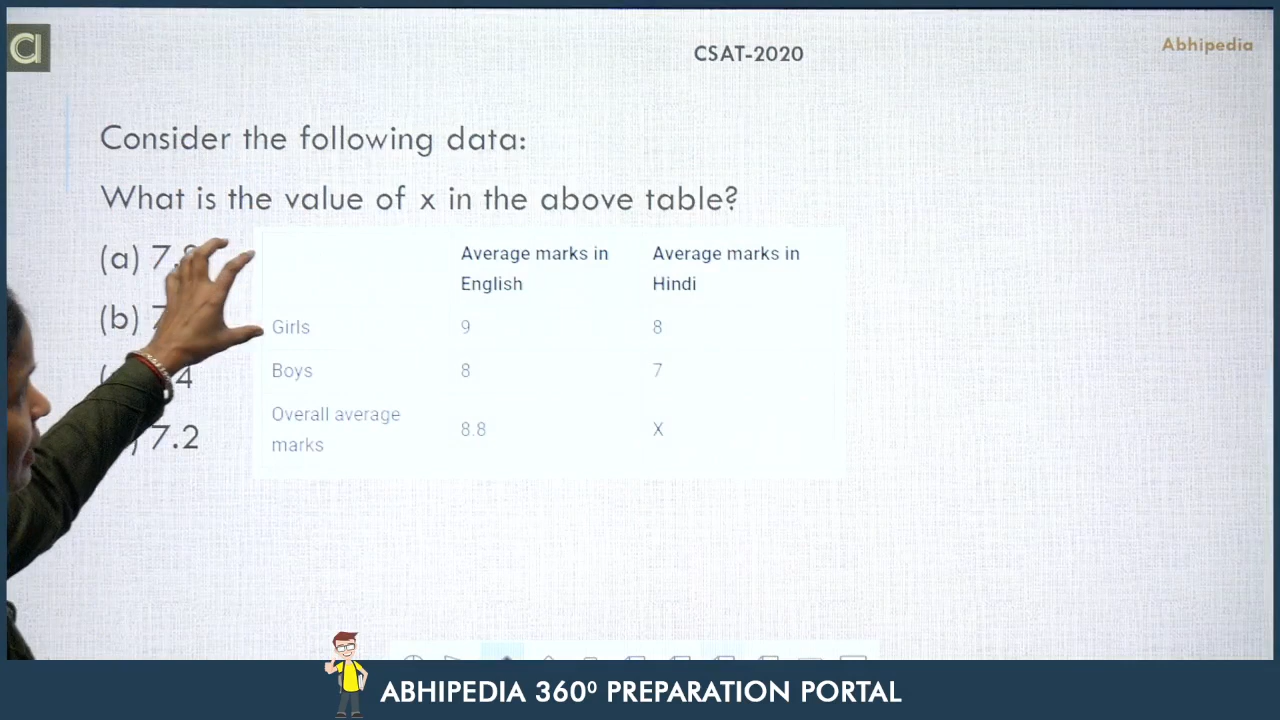 CSAT-2020
Abhipedia
Consider the following data:
What is the value of x in the above table?
(a)
(b)
7.2
Average marks in English
Average marks in Hindi
Girls 9 8
Boys 8 7
Overall average marks 8.8 X
ABHIPEDIA 360⁰ PREPARATION PORTAL